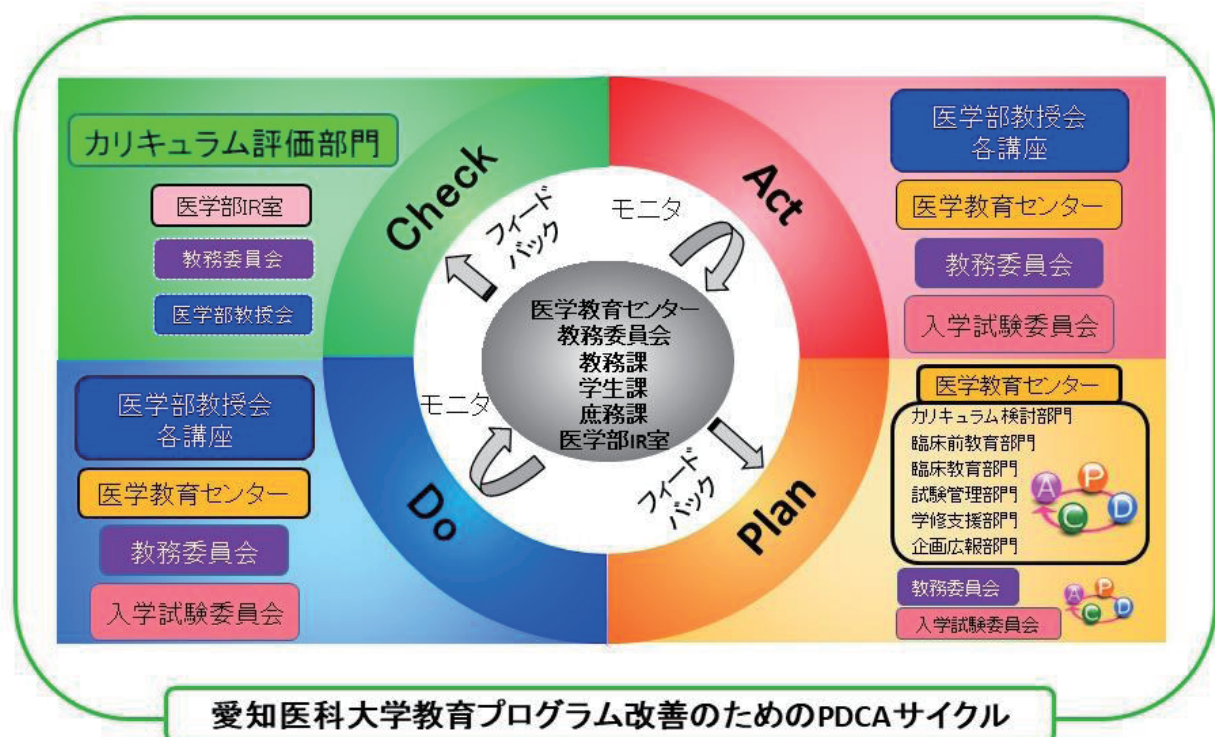 カリキュラム評価部門
医学部IR室
教務委員会
医学部教授会
Check
フィード
バック
モニタ
Act
医学部教授会
各講座
医学教育センター
教務委員会
入学試験委員会
医学教育センター
教務委員会
教務課
学生課
庶務課
医学部IR室
医学部教授会
各講座
医学教育センター
教務委員会
入学試験委員会
モニタ
Do
フィード
バック
Plan
医学教育センター
カリキュラム検討部門
臨床前教育部門
臨床教育部門
試験管理部門
学修支援部門
企画広報部門
A P
C D
教務委員会
入学試験委員会
A P
C D
愛知医科大学教育プログラム改善のためのPDCAサイクル